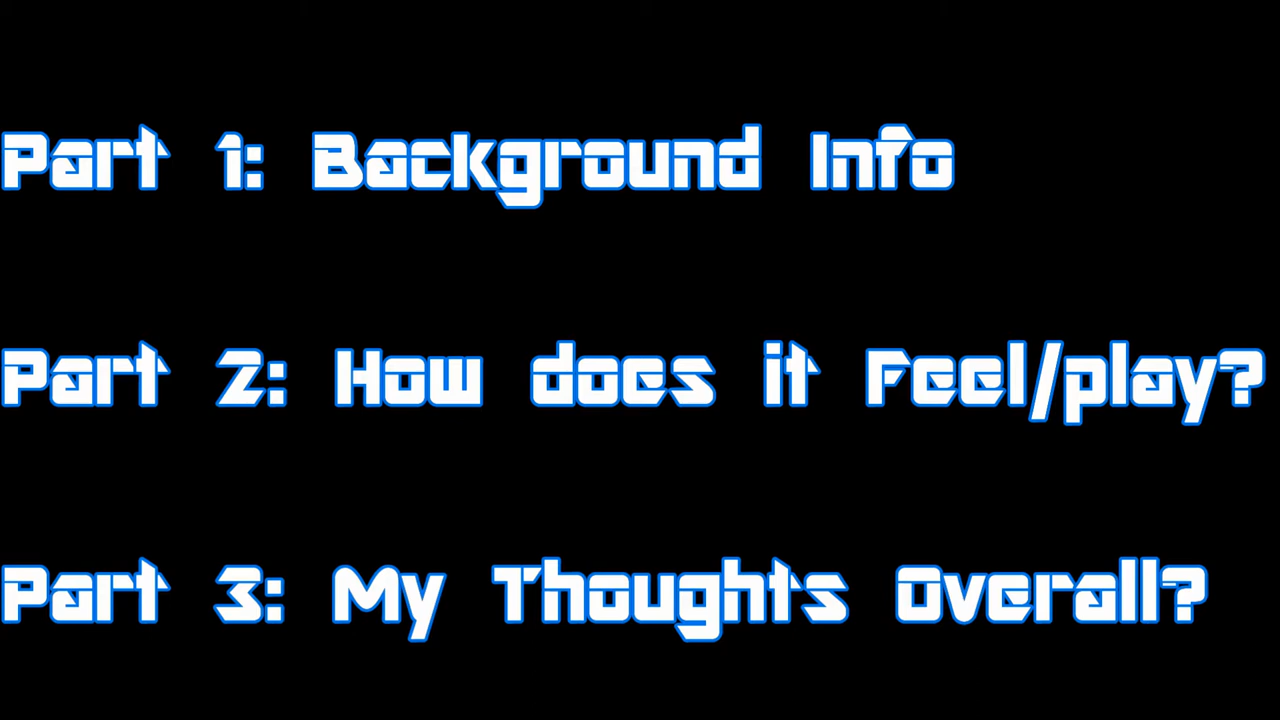 Part 1: Background Info
Part 2: How does it Feel/play?
Part 3: My Thoughts Overall?